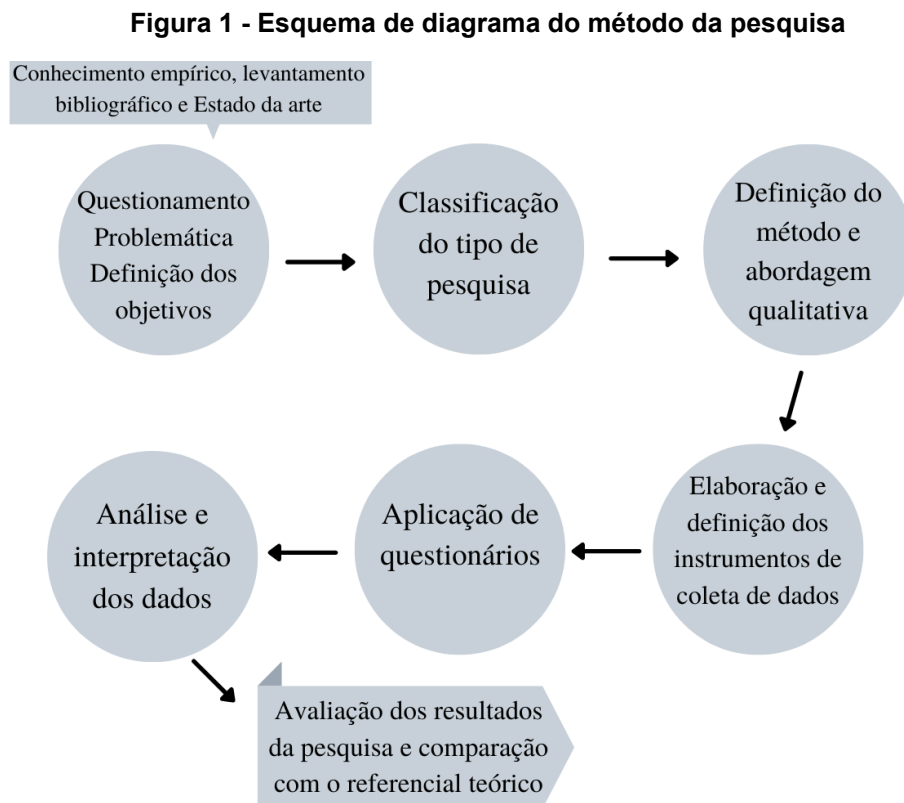 Figura 1 - Esquema de diagrama do método da pesquisa
Conhecimento empírico, levantamento
bibliográfico e Estado da arte
Questionamento
Problemática
Definição dos
objetivos
Classificação
do tipo de
pesquisa
Definição do
método e
abordagem
qualitativa
Elaboração e
definição dos
instrumentos de
coleta de dados
Aplicação de
questionários
Análise e
interpretação
dos dados
Avaliação dos resultados
da pesquisa e comparação
com o referencial teórico